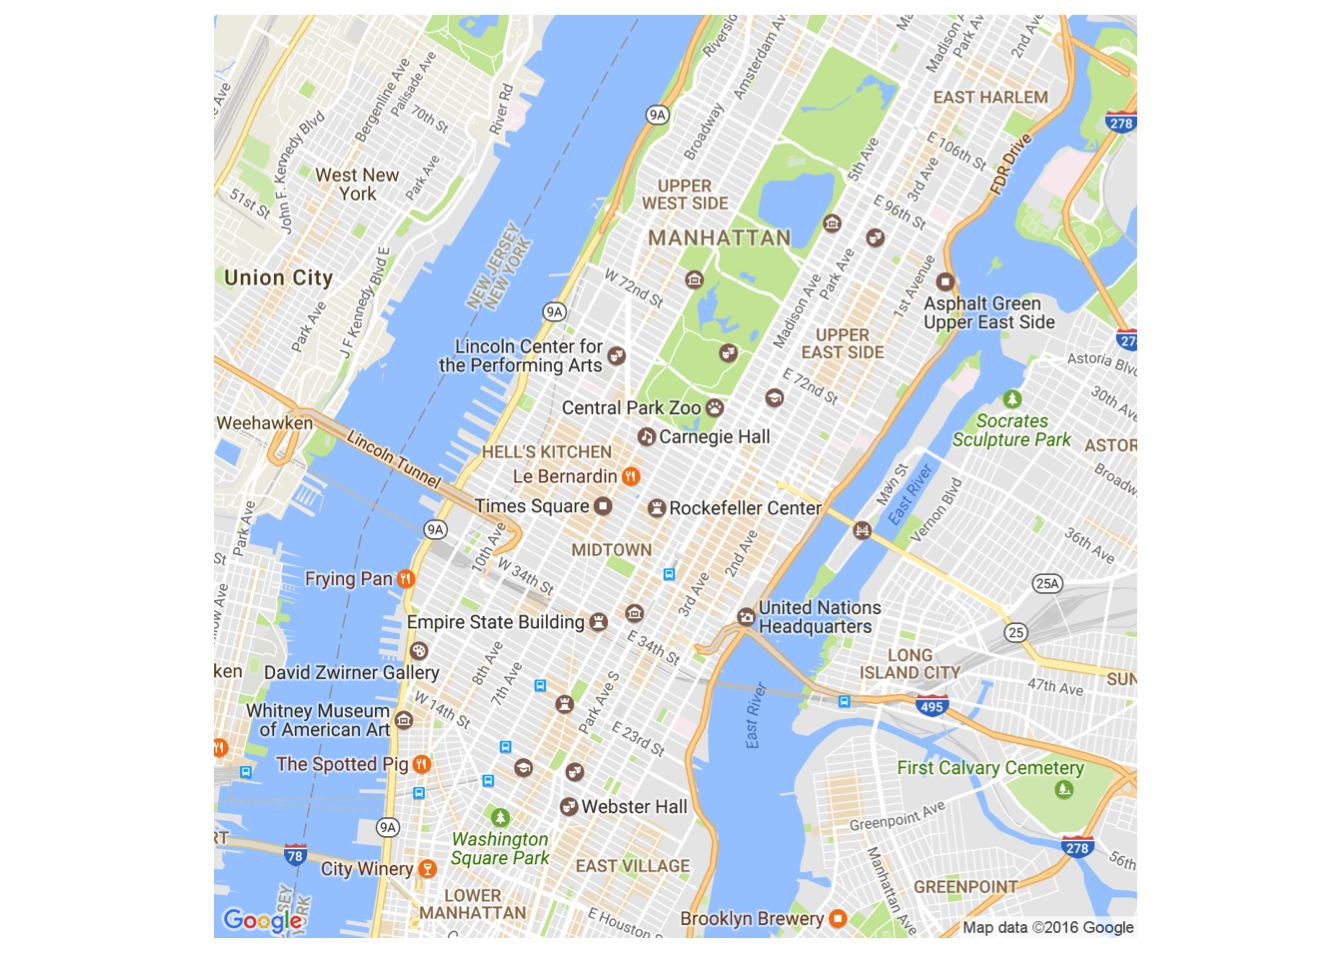 Riverside
Amsterdam Av
Madison A
Park Ave
2nd Ave
River Rd
Bergenline Ave
Palisade Ave
Ave
70th St
9A
Broadway
EAST HARLEM
278
E 106th St
5th Ave
3rd Ave
FDR Drive
John F. Kennedy Blvd
West New
York
Park Ave
51st St
UPPER
WEST SIDE
E 96th St
MANHATTAN
NEW JERSEY
NEW YORK
Union City
J F Kennedy Blvd E
Park Ave
W 72nd St
Madison Ave
Park Ave
1st Avenue
9A
Asphalt Green
Upper East Side
UPPER
EAST SIDE
Lincoln Center for
the Performing Arts
Astoria Blvd
E 72nd St
30th Ave
Central Park Zoo
Socrates
Sculpture Park
Weehawken
Carnegie Hall
ASTOR
Lincoln Tunnel
HELL'S KITCHEN
Le Bernardin
Broadw
Main St
East River
Vernon Blvd
Times Square
Rockefeller Center
Park Ave
9A
10th Ave
MIDTOWN
2nd Ave
36th Ave
St
W 34th St
Frying Pan
3rd Ave
25A
United Nations
Headquarters
Empire State Building
25
E 34th St
8th Ave
7th Ave
LONG
ISLAND CITY
ken
David Zwirner Gallery
47th Ave
SUN
W 14th St
Park Ave S
East River
495
Whitney Museum
of American Art
E 23rd St
The Spotted Pig
First Calvary Cemetery
Webster Hall
Greenpoint Ave
9A
RT
Washington
Square Park
78
278
56th
City Winery
EAST VILLAGE
Manhattan Ave
GREENPOINT
LOWER
MANHATTAN
E Houston S
Brooklyn Brewery
Google
Map data ©2016 Google